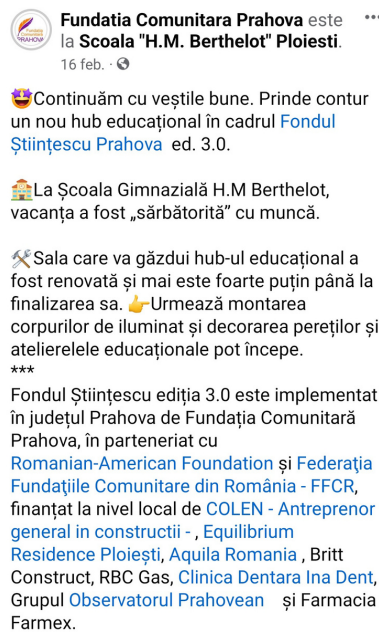 Fundatia Comunitara Prahova este
la Scoala "H.M. Berthelot" Ploiesti.
16 feb.
🤩Continuăm cu veștile bune. Prinde contur
un nou hub educațional în cadrul Fondul
Științescu Prahova ed. 3.0.
🏫La Școala Gimnazială H.M Berthelot,
vacanța a fost „sărbătorită” cu muncă.
🛠️Sala care va găzdui hub-ul educațional a
fost renovată și mai este foarte puțin până la
finalizarea sa. 👉Urmează montarea
corpurilor de iluminat și decorarea pereților și
atelierelele educaționale pot începe.
***
Fondul Științescu ediția 3.0 este implementat
în județul Prahova de Fundația Comunitară
Prahova, în parteneriat cu
Romanian-American Foundation și Federaţia
Fundaţiile Comunitare din România - FFCR,
finanțat la nivel local de COLEN - Antreprenor
general in constructii - , Equilibrium
Residence Ploiești, Aquila Romania , Britt
Construct, RBC Gas, Clinica Dentara Ina Dent,
Grupul Observatorul Prahovean și Farmacia
Farmex.